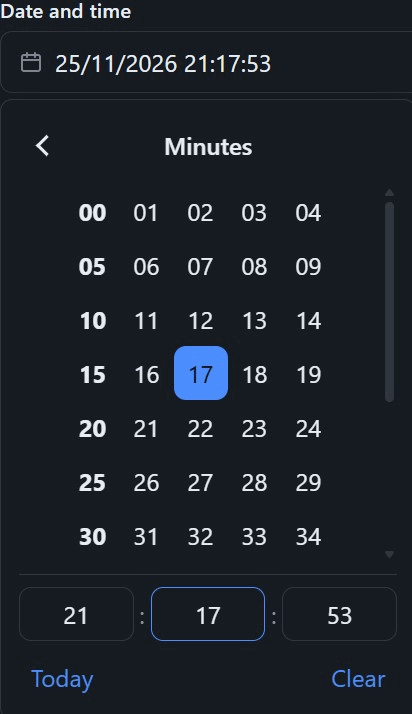 Date and time
25/11/2026 21:17:53
Minutes
00 01 02 03 04
05 06 07 08 09
10 11 12 13 14
15 16 17 18 19
20 21 22 23 24
25 26 27 28 29
30 31 32 33 34
21 : 17 : 53
Today Clear